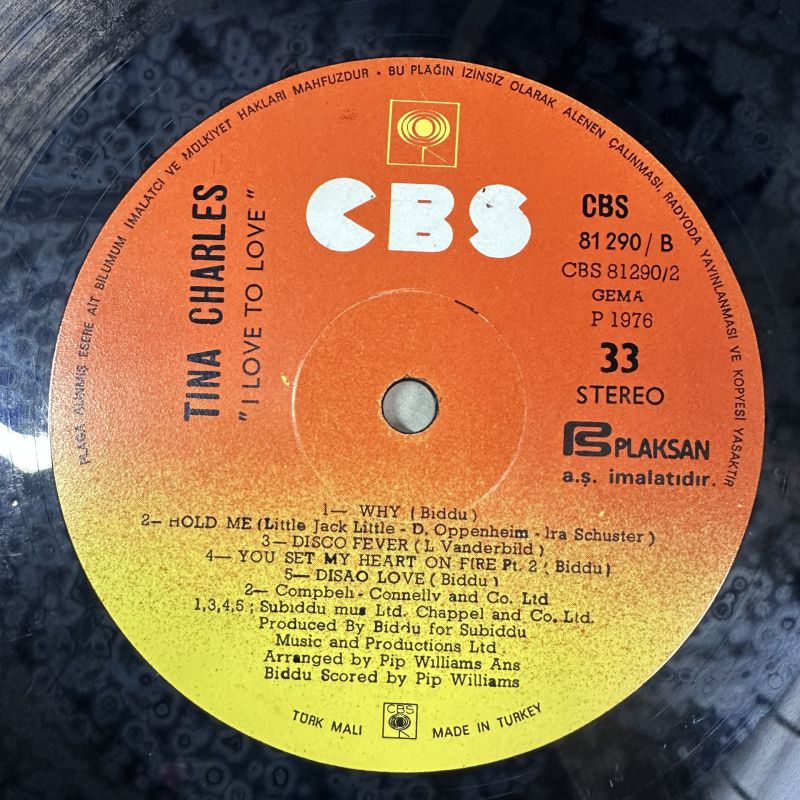 PLAĞA ALINMIŞ ESERE AİT BİLUMUM İMALATCI VE MÜLKİYET HAKLARI MAHFUZDUR • BU PLAĞIN İZİNSİZ OLARAK ALENEN ÇALINMASI, RADYODA YAYINLANMASI VE KOPYESİ YASAKTIR
CBS
TINA CHARLES
"I LOVE TO LOVE"
CBS
81290/B
CBS 81290/2
GEMA
P 1976
33
STEREO
PLAKSAN
a.ş. imalatıdır.
1— WHY (Biddu)
2— HOLD ME (Little Jack Little - D. Oppenheim - Ira Schuster)
3— DISCO FEVER (L Vanderbild)
4— YOU SET MY HEART ON FIRE Pt. 2 (Biddu)
5— DISAO LOVE (Biddu)
2— Compbeli - Connelly and Co. Ltd
1,3,4,5 ; Subiddu mus Ltd. Chappel and Co. Ltd.
Produced By Biddu for Subiddu
Music and Productions Ltd
Arranged by Pip Williams Ans
Biddu Scored by Pip Williams
TÜRK MALI
CBS
MADE IN TURKEY